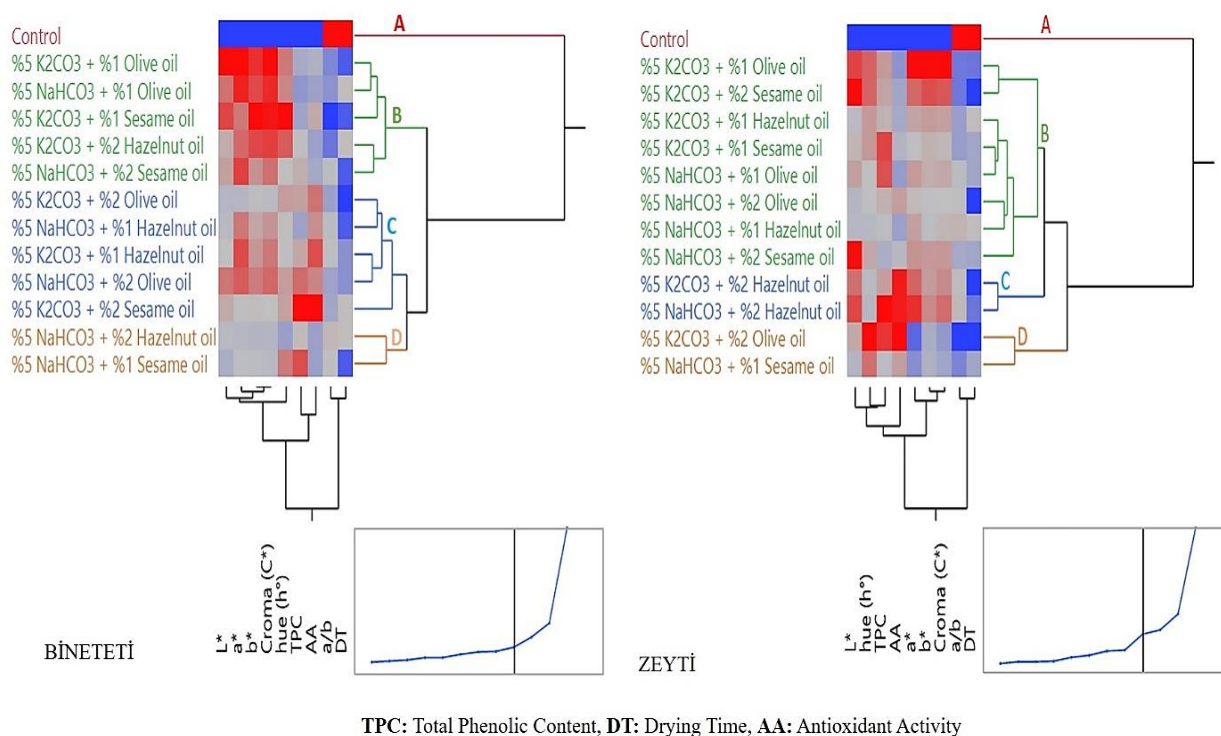 Control
%5 K2CO3 + %1 Olive oil
%5 NaHCO3 + %1 Olive oil
%5 K2CO3 + %1 Sesame oil
%5 K2CO3 + %2 Hazelnut oil
%5 NaHCO3 + %2 Sesame oil
%5 K2CO3 + %2 Olive oil
%5 NaHCO3 + %1 Hazelnut oil
%5 K2CO3 + %1 Hazelnut oil
%5 NaHCO3 + %2 Olive oil
%5 K2CO3 + %2 Sesame oil
%5 NaHCO3 + %2 Hazelnut oil
%5 NaHCO3 + %1 Sesame oil
A
B
C
D
L*
a*
b*
Croma (C*)
hue (h°)
TPC
AA
a/b
DT
BİNETETİ
Control
%5 K2CO3 + %1 Olive oil
%5 K2CO3 + %2 Sesame oil
%5 K2CO3 + %1 Hazelnut oil
%5 K2CO3 + %1 Sesame oil
%5 NaHCO3 + %1 Olive oil
%5 NaHCO3 + %2 Olive oil
%5 NaHCO3 + %1 Hazelnut oil
%5 NaHCO3 + %2 Sesame oil
%5 K2CO3 + %2 Hazelnut oil
%5 NaHCO3 + %2 Hazelnut oil
%5 K2CO3 + %2 Olive oil
%5 NaHCO3 + %1 Sesame oil
A
B
C
D
L*
hue (h°)
TPC
AA
a*
b*
Croma (C*)
a/b
DT
ZEYTİ
TPC: Total Phenolic Content, DT: Drying Time, AA: Antioxidant Activity